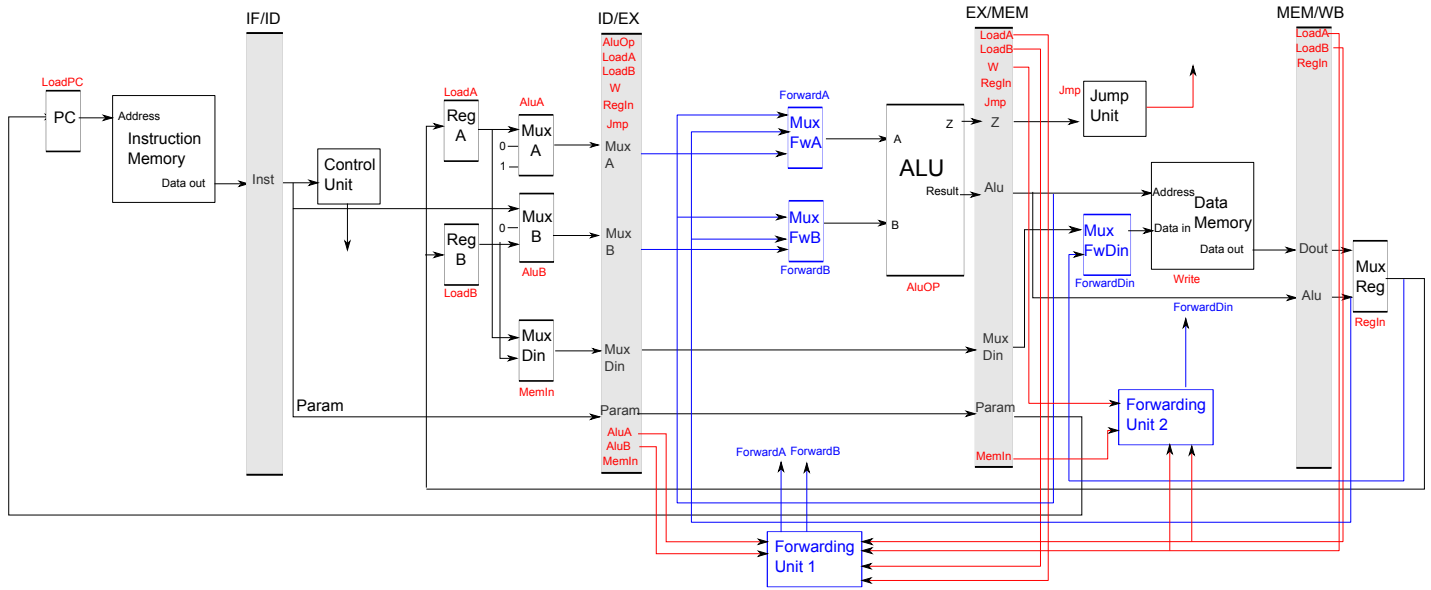 IF/ID
ID/EX
EX/MEM
MEM/WB
LoadPC
PC
Address
Instruction
Memory
Data out
Inst
Control
Unit
Param
LoadA
Reg
A
Reg
B
LoadB
AluA
Mux
A
0
1
Mux
B
0
AluB
Mux
Din
MemIn
AluOp
LoadA
LoadB
W
RegIn
Jmp
Mux
A
Mux
B
Mux
Din
Param
AluA
AluB
MemIn
ForwardA
Mux
FwA
Mux
FwB
ForwardB
A
B
ALU
Z
Result
AluOP
ForwardA
ForwardB
Forwarding
Unit 1
LoadA
LoadB
W
RegIn
Jmp
Z
Alu
Mux
Din
Param
MemIn
Jmp
Jump
Unit
Mux
FwDin
ForwardDin
Address
Data
Memory
Data in
Data out
Write
ForwardDin
Forwarding
Unit 2
LoadA
LoadB
RegIn
Dout
Alu
Mux
Reg
RegIn